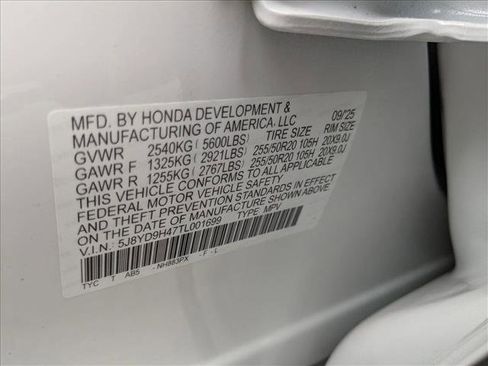 MFD. BY HONDA DEVELOPMENT &
MANUFACTURING OF AMERICA, LLC 09/'25
GVWR 2540KG(5600LBS) TIRE SIZE RIM SIZE
GAWR F 1325KG(2921LBS) 255/50R20 105H 20X9.0J
GAWR R 1255KG(2767LBS) 255/50R20 105H 20X9.0J
THIS VEHICLE CONFORMS TO ALL APPLICABLE
FEDERAL MOTOR VEHICLE SAFETY
AND THEFT PREVENTION STANDARDS IN EFFECT
ON THE DATE OF MANUFACTURE SHOWN ABOVE.
V.I.N.: 5J8YD9H47TL001699 TYPE: MPV
TYC T AB5 -NH883PX -F-L